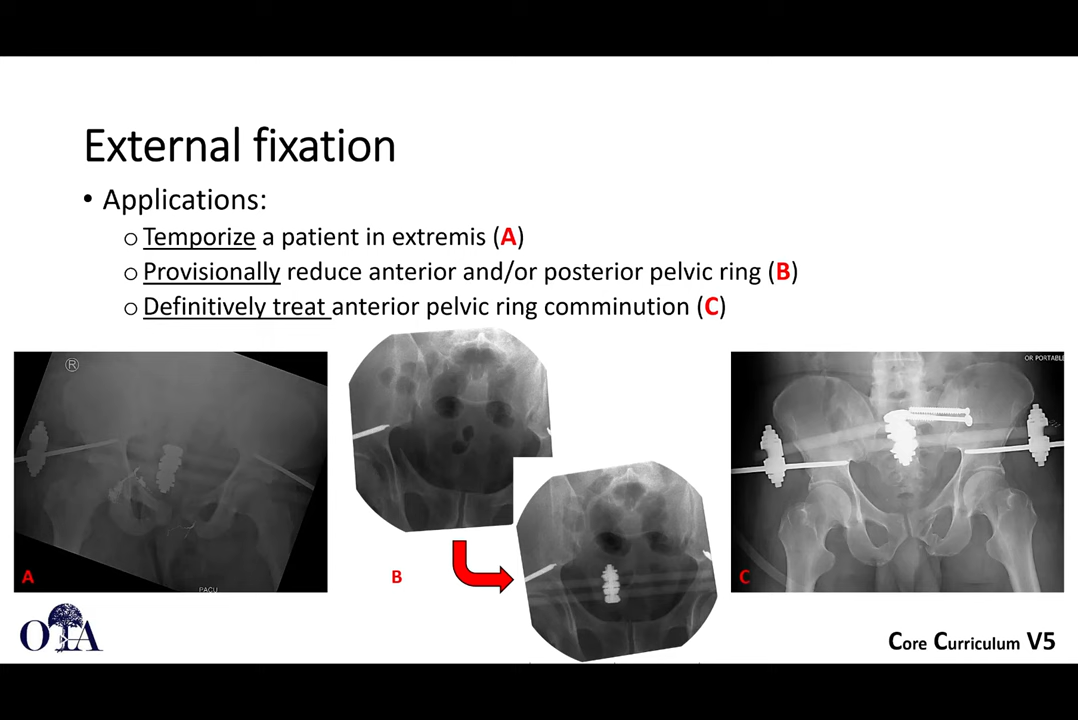 External fixation
• Applications:
o Temporize a patient in extremis (A)
o Provisionally reduce anterior and/or posterior pelvic ring (B)
o Definitively treat anterior pelvic ring comminution (C)
R
OR PORTABLE
A
PACU
B
C
OTA
Core Curriculum V5